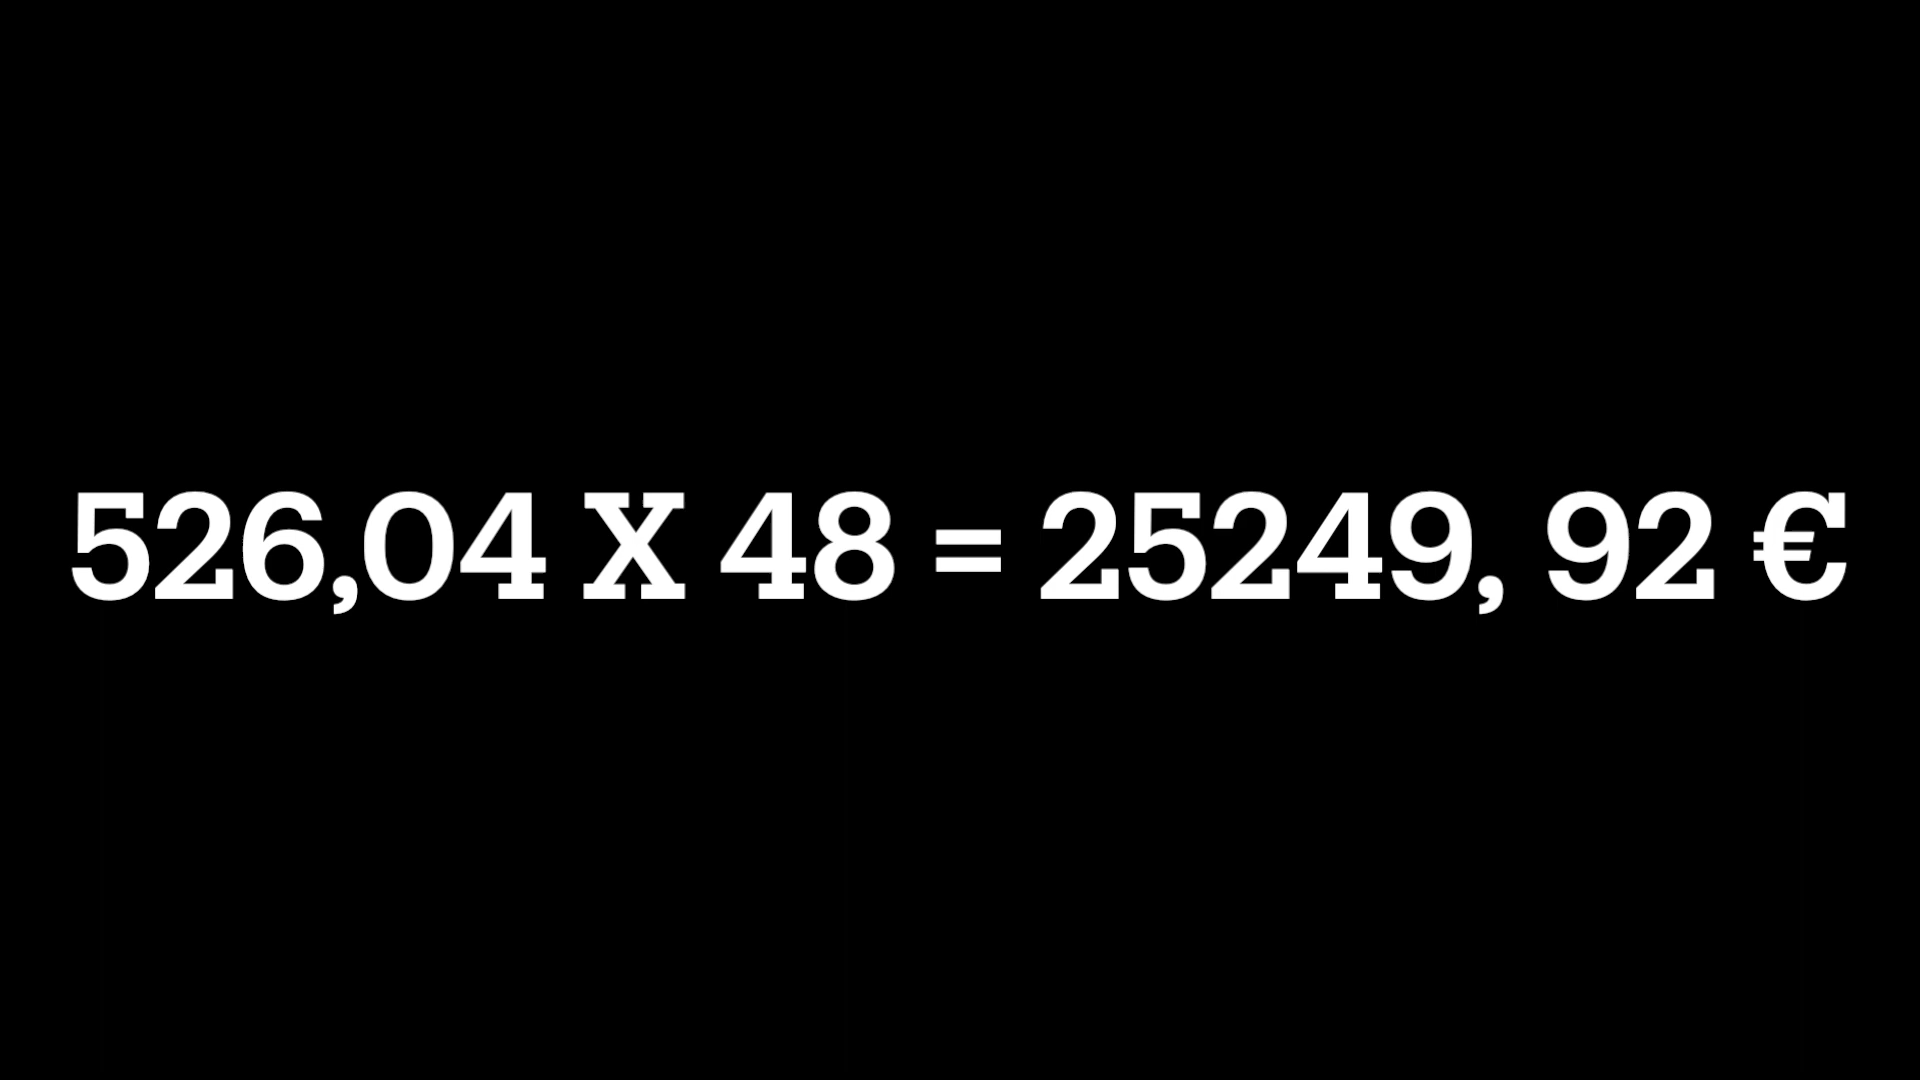 526,04 X 48 = 25249, 92 €